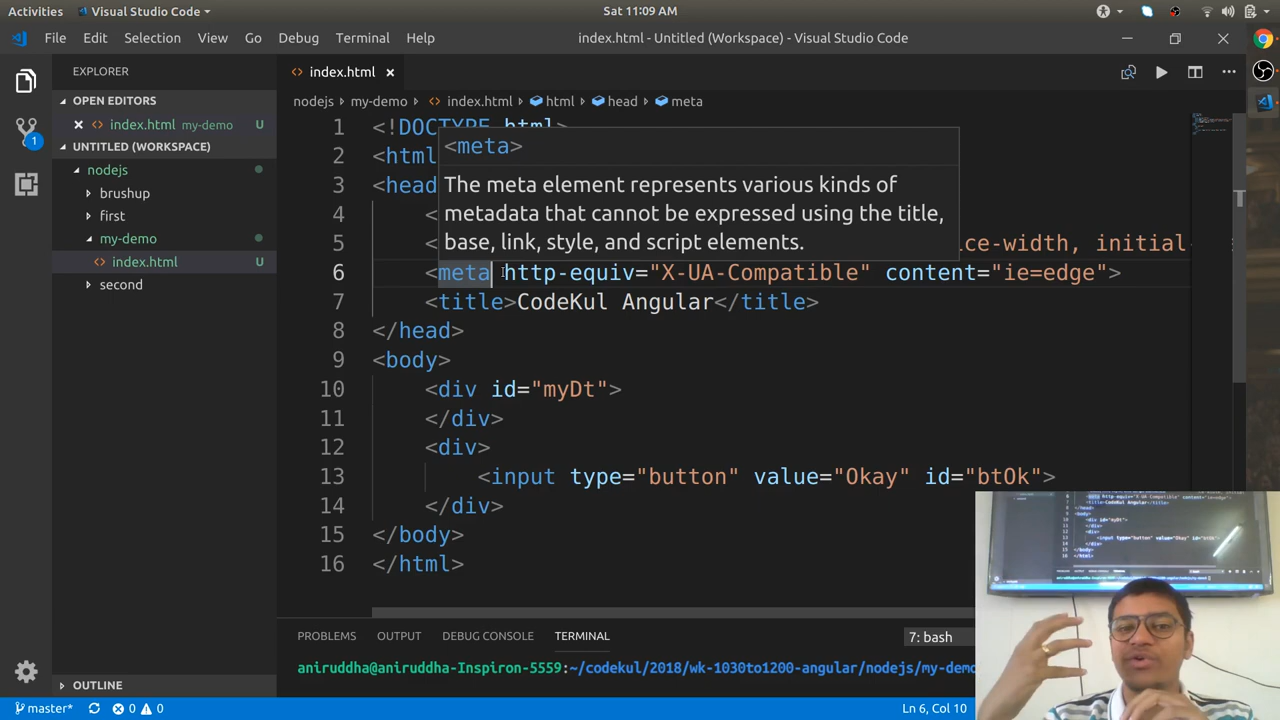 Activities Visual Studio Code Sat 11:09 AM
File Edit Selection View Go Debug Terminal Help index.html - Untitled (Workspace) - Visual Studio Code
EXPLORER
OPEN EDITORS
index.html my-demo U
UNTITLED (WORKSPACE)
nodejs
brushup
first
my-demo
index.html U
second
OUTLINE
index.html
nodejs my-demo index.html html head meta
1 <!DOCTYPE html>
2 <html
3 <head
<meta>
The meta element represents various kinds of
metadata that cannot be expressed using the title,
base, link, style, and script elements.
4 <
5 < ice-width, initial-
6 <meta http-equiv="X-UA-Compatible" content="ie=edge">
7 <title>CodeKul Angular</title>
8 </head>
9 <body>
10 <div id="myDt">
11 </div>
12 <div>
13 <input type="button" value="Okay" id="btOk">
14 </div>
15 </body>
16 </html>
PROBLEMS OUTPUT DEBUG CONSOLE TERMINAL 7: bash
aniruddha@aniruddha-Inspiron-5559:~/codekul/2018/wk-1030to1200-angular/nodejs/my-demo
master* 0 0 Ln 6, Col 10
1